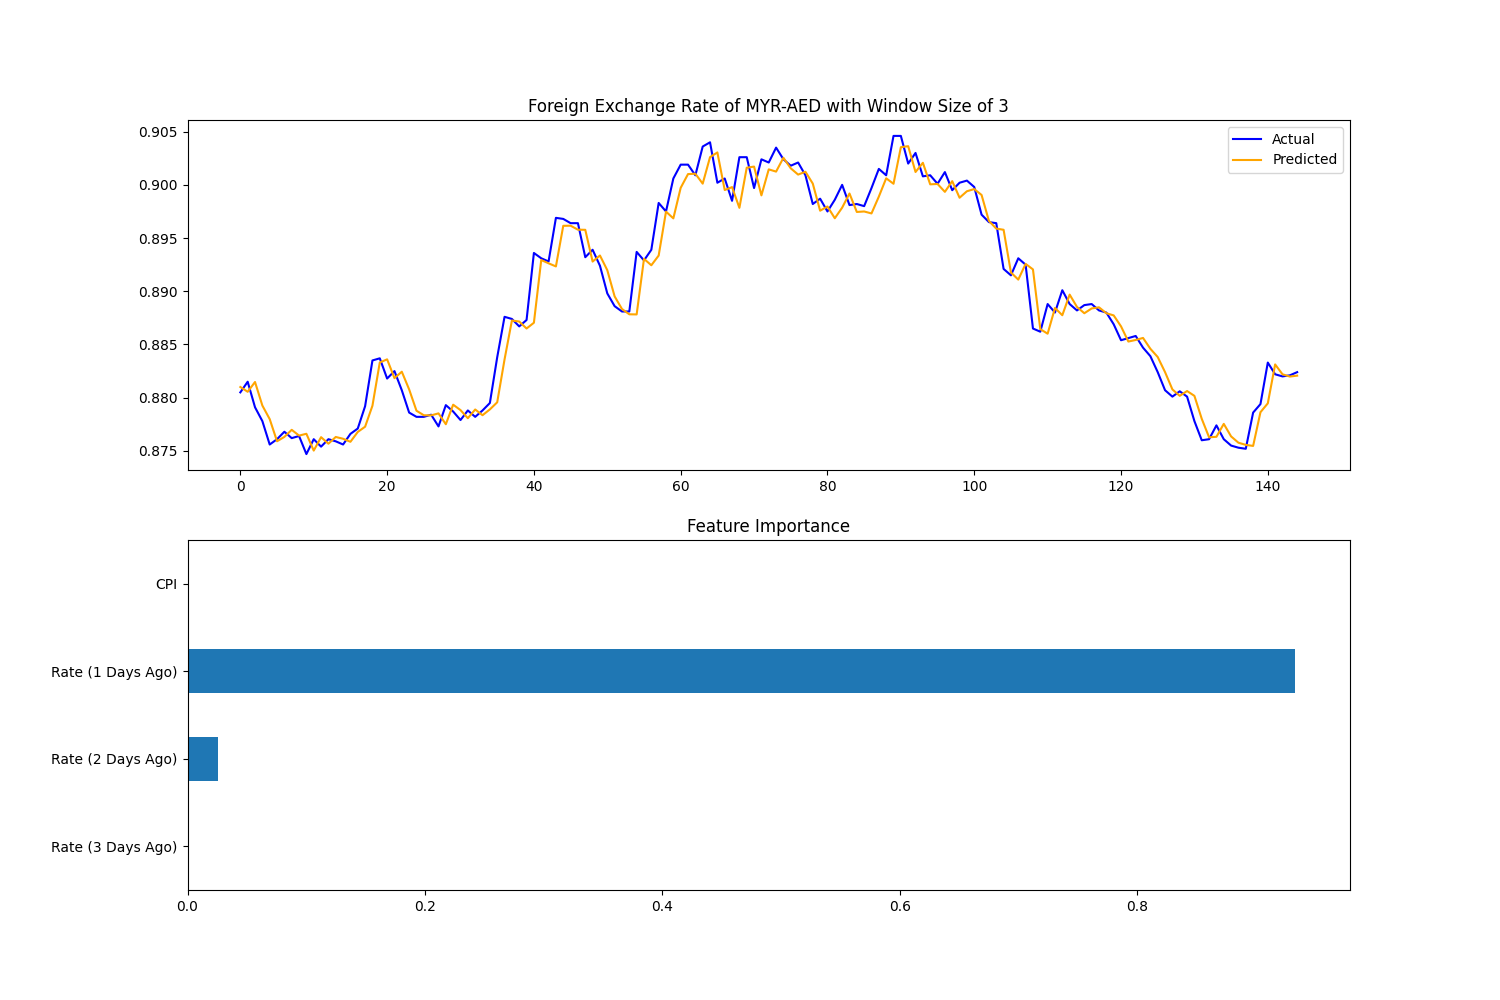 Foreign Exchange Rate of MYR-AED with Window Size of 3
Actual
Predicted
0.905
0.900
0.895
0.890
0.885
0.880
0.875
0 20 40 60 80 100 120 140
Feature Importance
CPI
Rate (1 Days Ago)
Rate (2 Days Ago)
Rate (3 Days Ago)
0.0 0.2 0.4 0.6 0.8